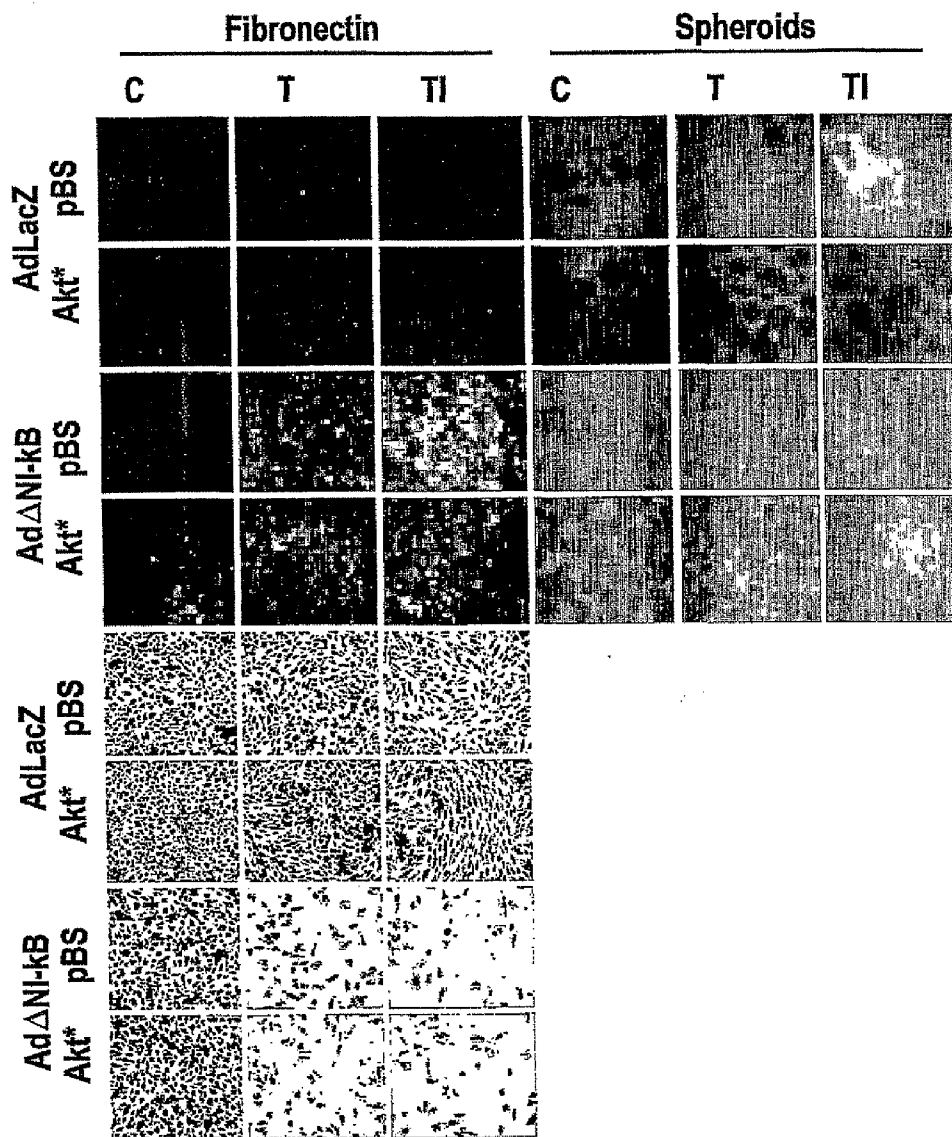 Fibronectin Spheroids
C T TI C T TI
AdLacZ
pBS
Akt*
AdΔNI-kB
pBS
Akt*
AdLacZ
pBS
Akt*
AdΔNI-kB
pBS
Akt*